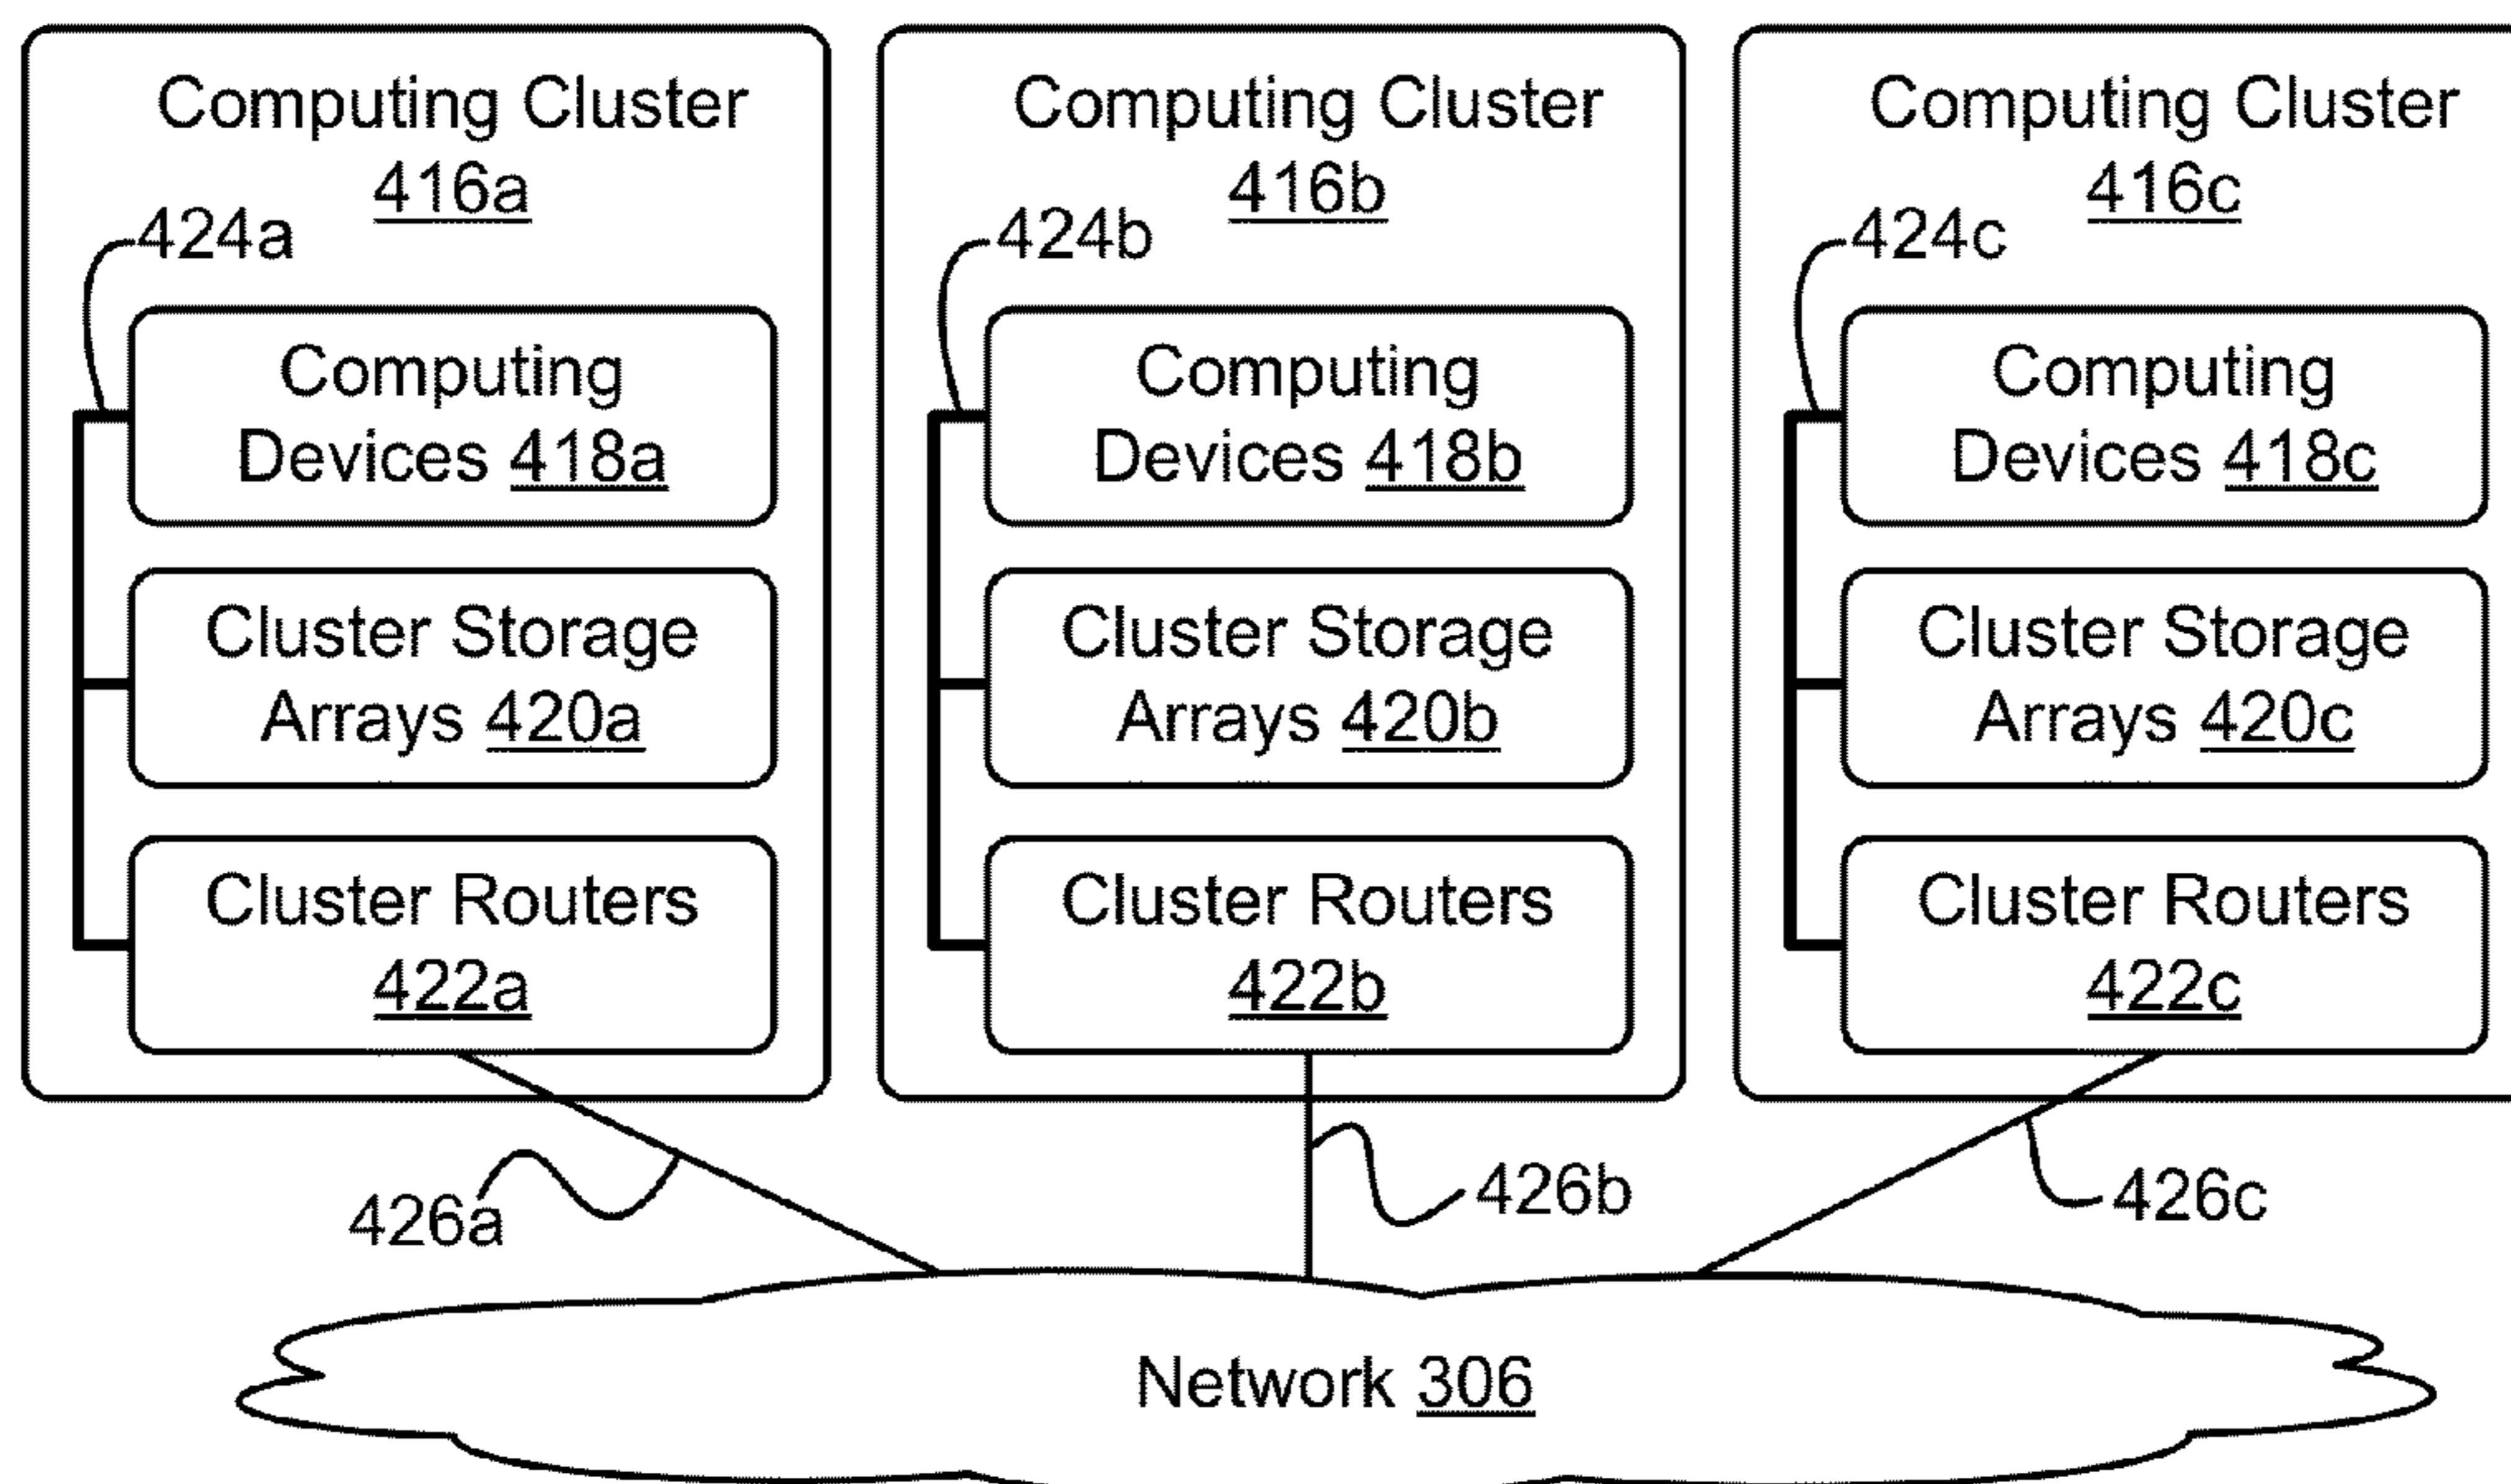 Computing Cluster
416a
424a
Computing
Devices 418a
Cluster Storage
Arrays 420a
Cluster Routers
422a
Computing Cluster
416b
424b
Computing
Devices 418b
Cluster Storage
Arrays 420b
Cluster Routers
422b
Computing Cluster
416c
424c
Computing
Devices 418c
Cluster Storage
Arrays 420c
Cluster Routers
422c
426a
426b
426c
Network 306